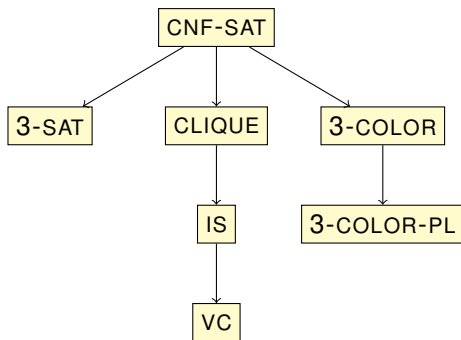 CNF-SAT
3-SAT
CLIQUE
3-COLOR
IS
3-COLOR-PL
VC